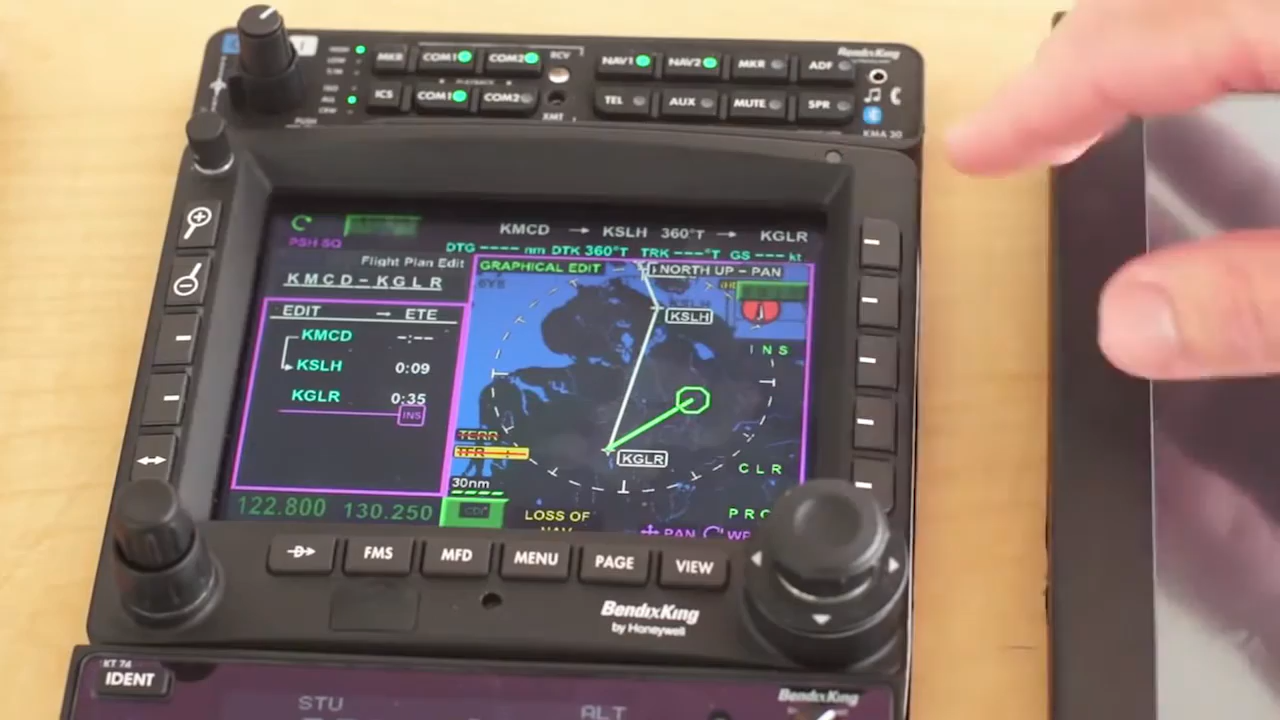 MKR COM1 COM2 RCV NAV1 NAV2 MKR ADF
BendixKing
ICS COM1 COM2 XMT TEL AUX MUTE SPR
KMA 30
PUSH
PSH SQ
KMCD → KSLH 360°T → KGLR
DTG ---- nm DTK 360°T TRK ---°T GS --- kt
Flight Plan Edit
KMCD-KGLR
EDIT → ETE
KMCD -:--
KSLH 0:09
KGLR 0:35
INS
GRAPHICAL EDIT
NORTH UP - PAN
KSLH
KSLH
INS
KGLR
TERR
TFR
CLR
30nm
122.800 130.250
LOSS OF
PRO
PAN
FMS MFD MENU PAGE VIEW
BendixKing
by Honeywell
KT 74
IDENT
STU
ALT
BendixKing